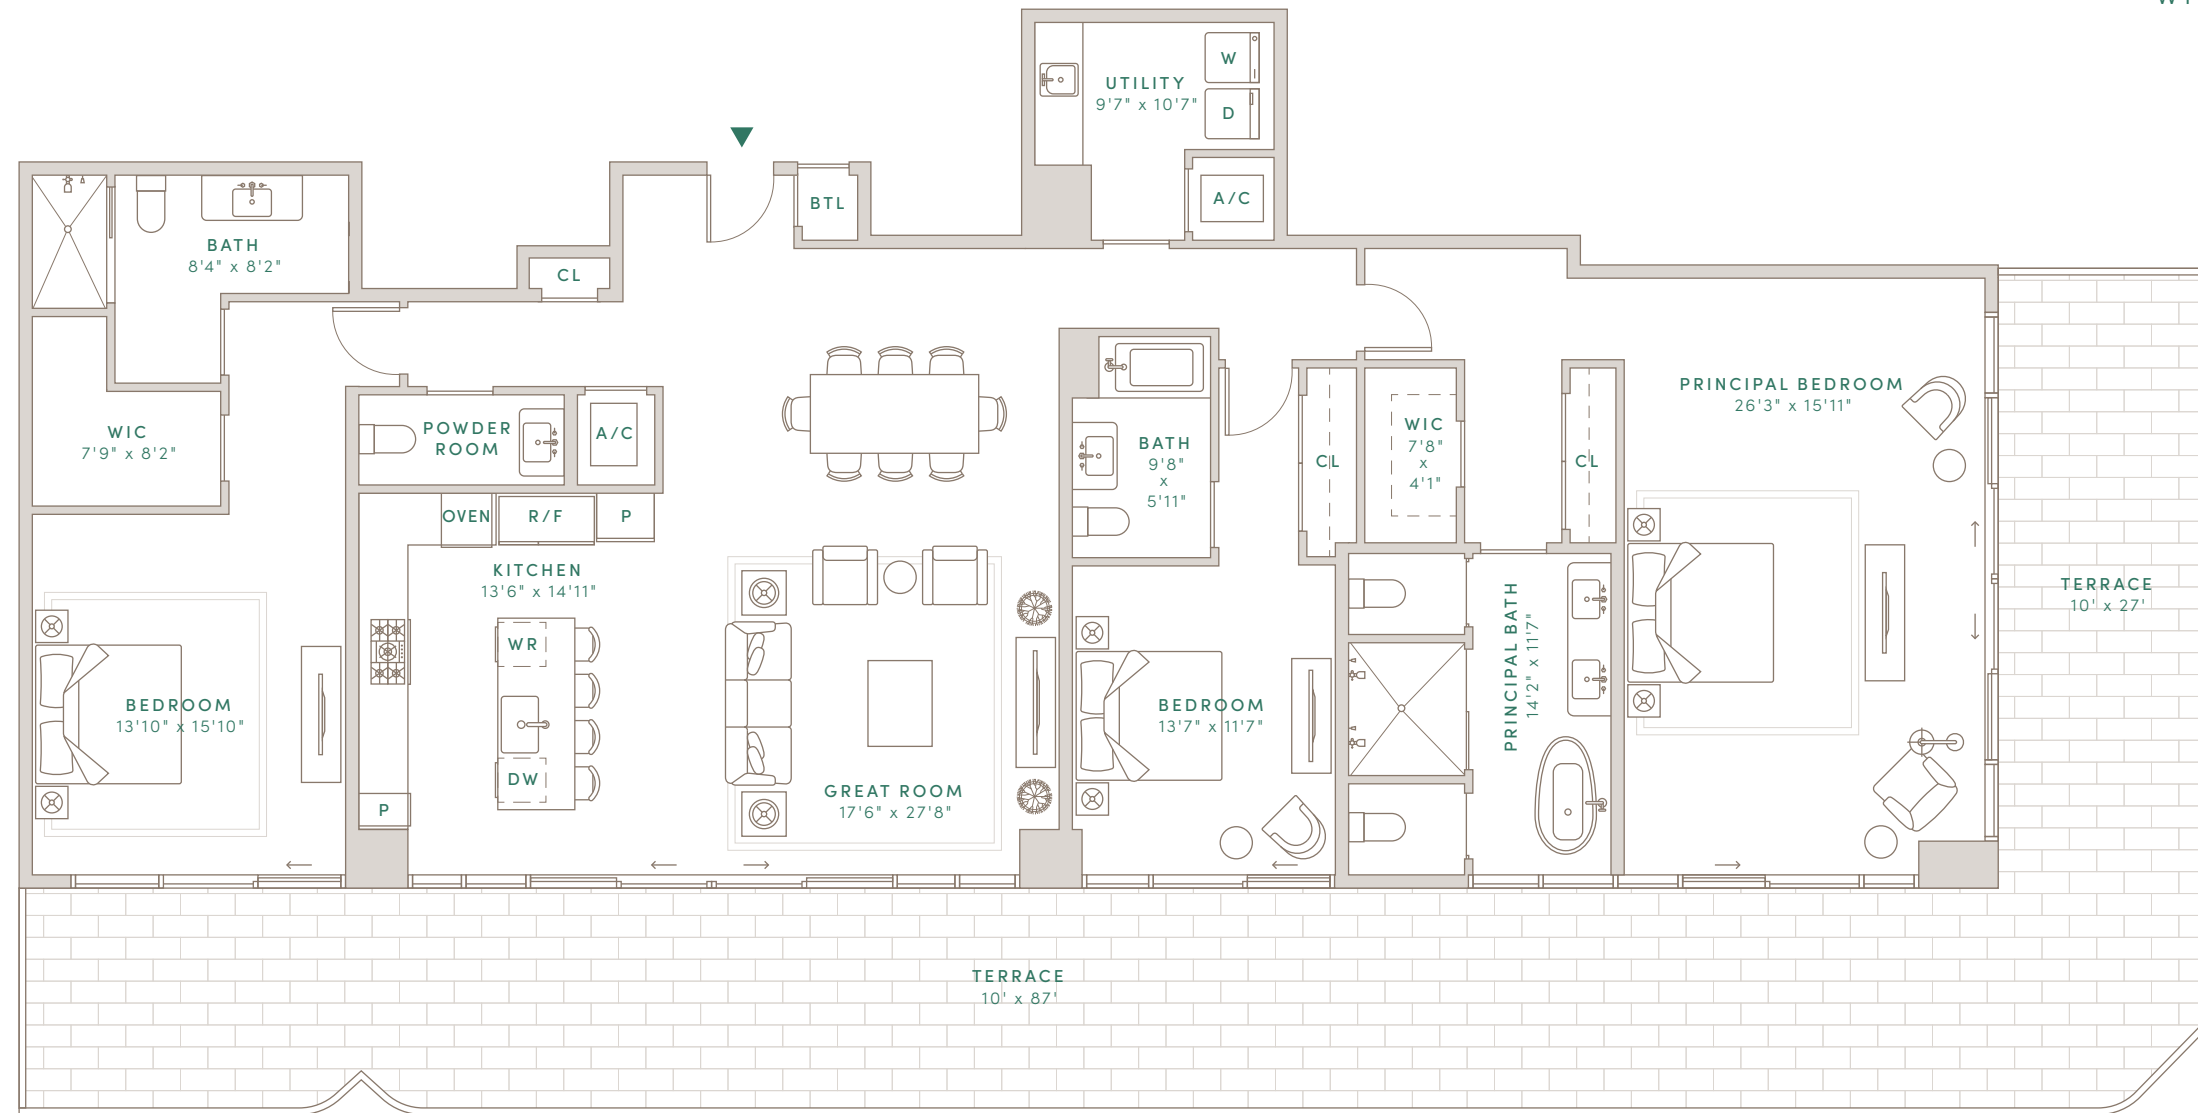 UTILITY
9'7" x 10'7"
W
D
A/C
BTL
BATH
8'4" x 8'2"
CL
WIC
7'9" x 8'2"
POWDER
ROOM
A/C
OVEN
R/F
P
KITCHEN
13'6" x 14'11"
WR
DW
P
BEDROOM
13'10" x 15'10"
GREAT ROOM
17'6" x 27'8"
BATH
9'8"
x
5'11"
CL
WIC
7'8"
x
4'1"
CL
BEDROOM
13'7" x 11'7"
PRINCIPAL BATH
14'2" x 11'7"
PRINCIPAL BEDROOM
26'3" x 15'11"
TERRACE
10' x 27'
TERRACE
10' x 87'